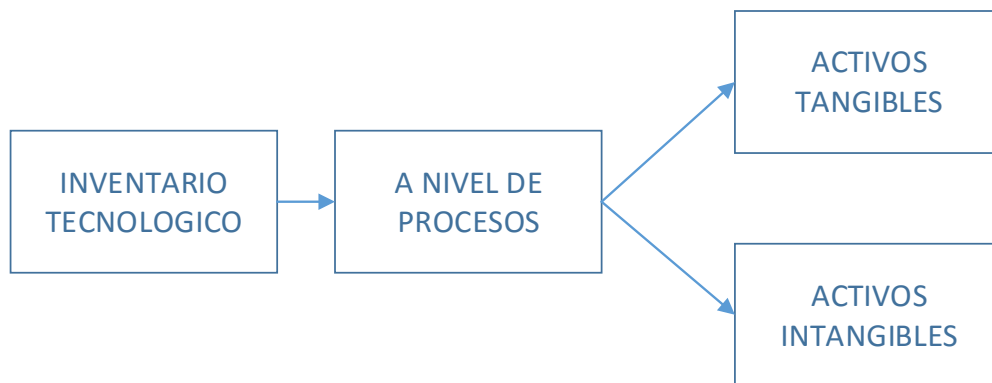 INVENTARIO
TECNOLOGICO
A NIVEL DE
PROCESOS
ACTIVOS
TANGIBLES
ACTIVOS
INTANGIBLES